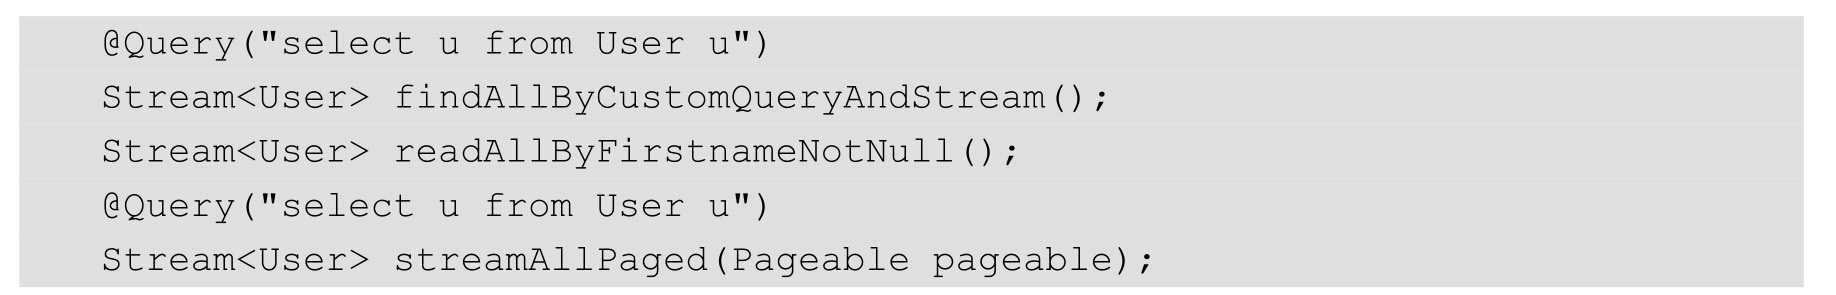 @Query("select u from User u")
Stream<User> findAllByCustomQueryAndStream();
Stream<User> readAllByFirstnameNotNull();
@Query("select u from User u")
Stream<User> streamAllPaged(Pageable pageable);